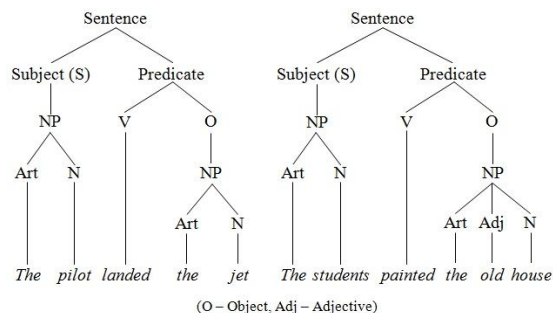 Sentence Sentence
Subject (S) Predicate Subject (S) Predicate
NP V O NP V O
Art N NP Art N NP
Art N Art Adj N
The pilot landed the jet The students painted the old house
(O – Object, Adj – Adjective)